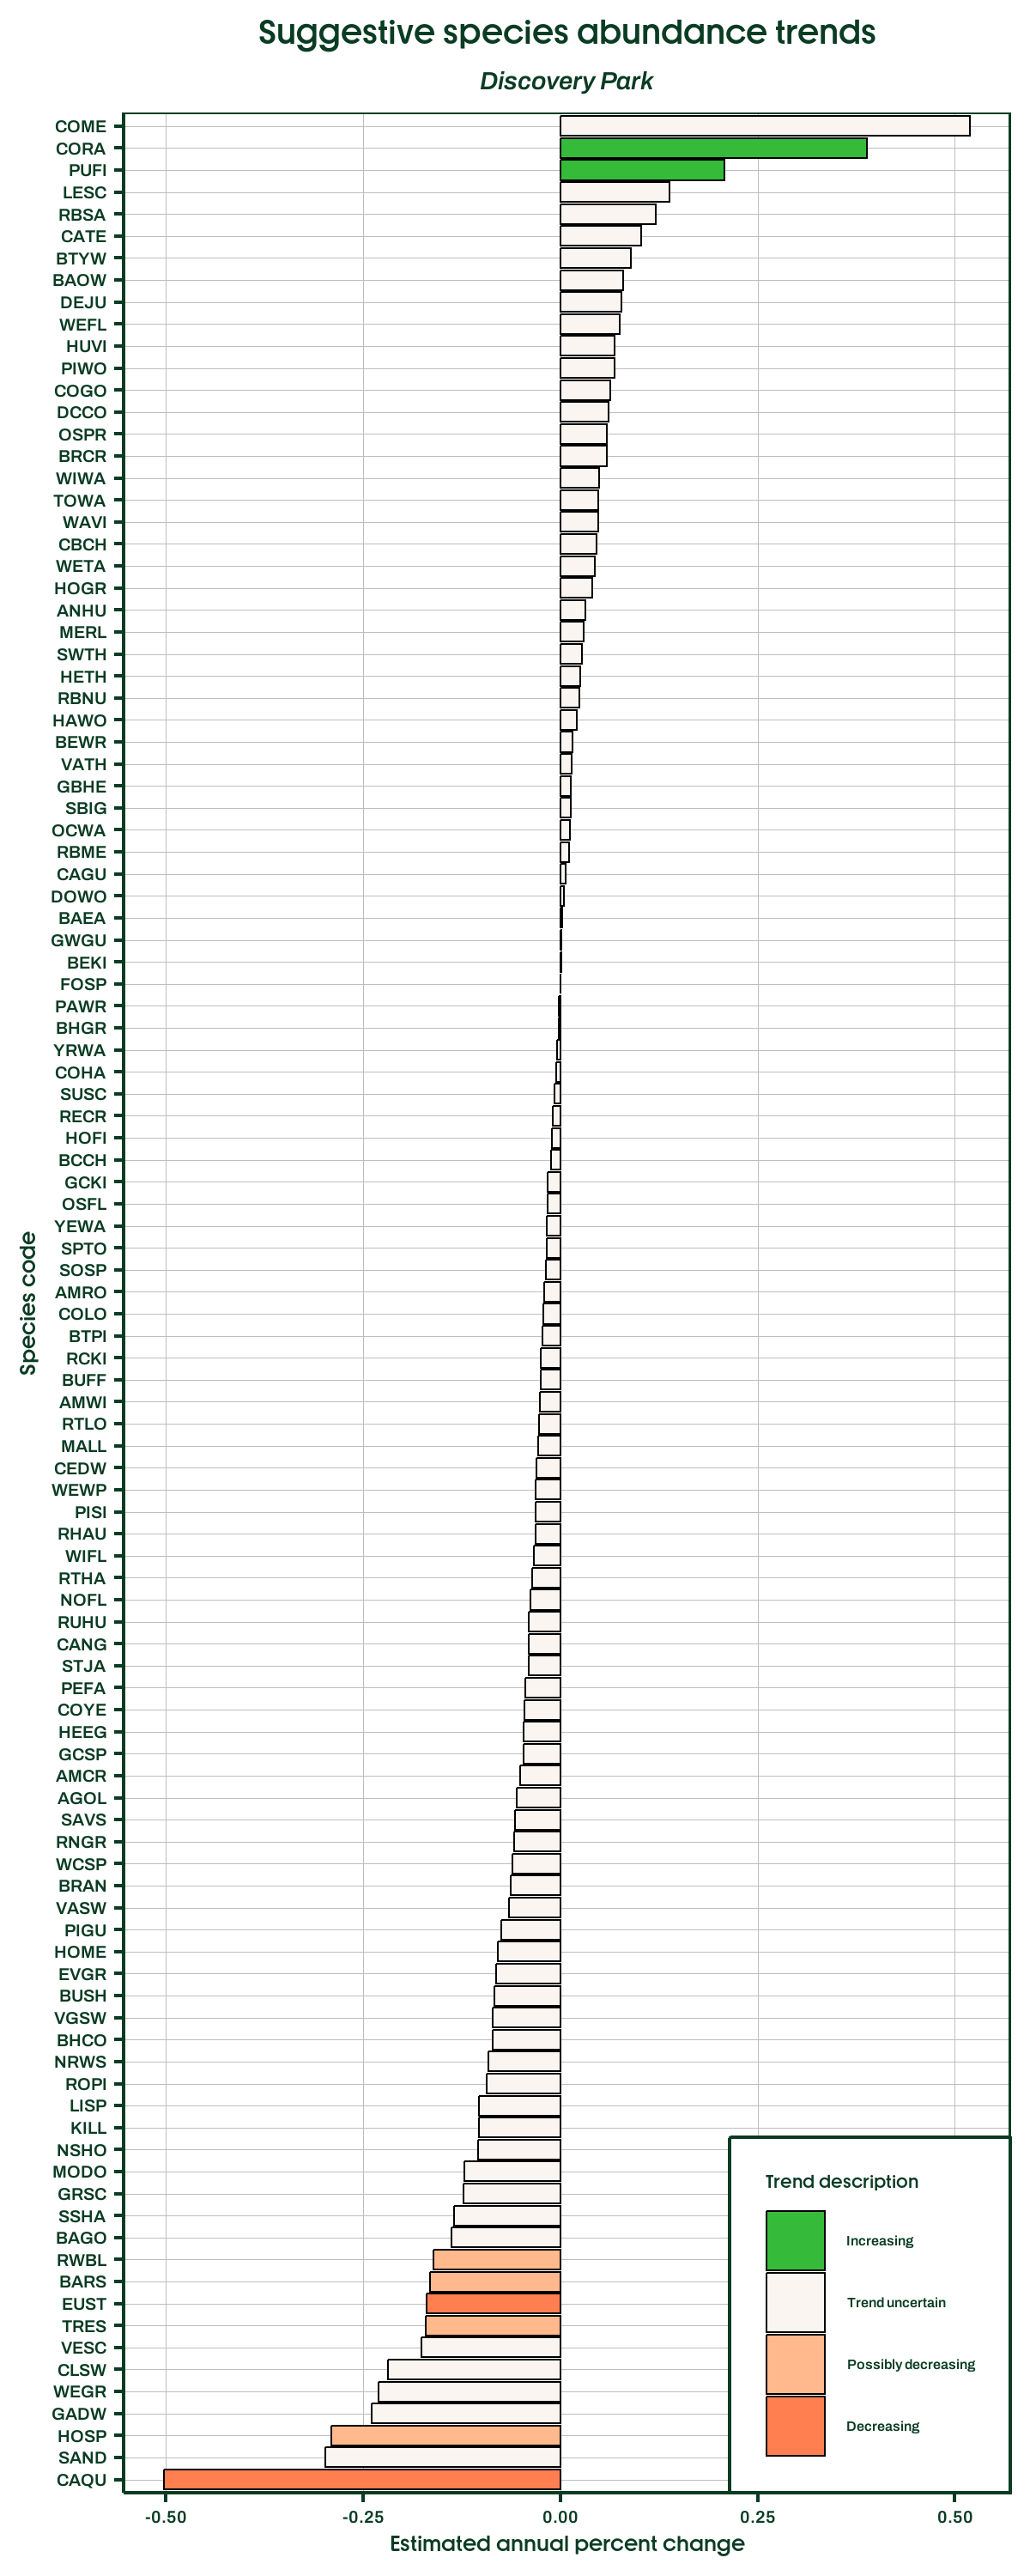 Suggestive species abundance trends
Discovery Park
COME
CORA
PUFI
LESC
RBSA
CATE
BTYW
BAOW
DEJU
WEFL
HUVI
PIWO
COGO
DCCO
OSPR
BRCR
WIWA
TOWA
WAVI
CBCH
WETA
HOGR
ANHU
MERL
SWTH
HETH
RBNU
HAWO
BEWR
VATH
GBHE
SBIG
OCWA
RBME
CAGU
DOWO
BAEA
GWGU
BEKI
FOSP
PAWR
BHGR
YRWA
COHA
SUSC
RECR
HOFI
BCCH
GCKI
OSFL
YEWA
SPTO
SOSP
AMRO
COLO
BTPI
RCKI
BUFF
AMWI
RTLO
MALL
CEDW
WEWP
PISI
RHAU
WIFL
RTHA
NOFL
RUHU
CANG
STJA
PEFA
COYE
HEEG
GCSP
AMCR
AGOL
SAVS
RNGR
WCSP
BRAN
VASW
PIGU
HOME
EVGR
BUSH
VGSW
BHCO
NRWS
ROPI
LISP
KILL
NSHO
MODO
GRSC
SSHA
BAGO
RWBL
BARS
EUST
TRES
VESC
CLSW
WEGR
GADW
HOSP
SAND
CAQU
Species code
Trend description
Increasing
Trend uncertain
Possibly decreasing
Decreasing
-0.50 -0.25 0.00 0.25 0.50
Estimated annual percent change